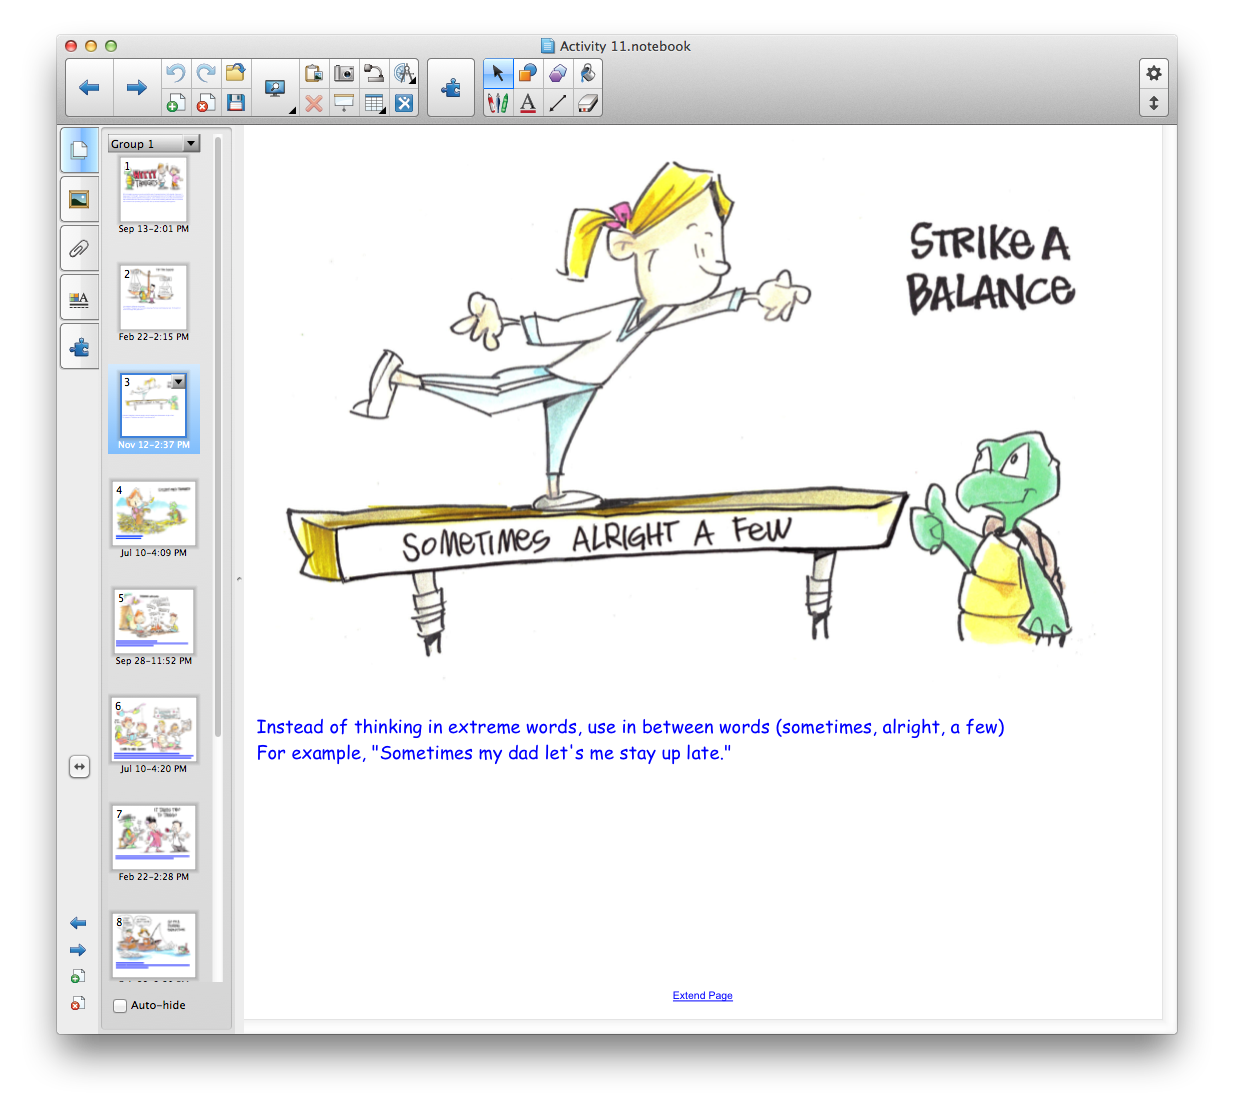 Activity 11.notebook
Group 1
1
Sep 13-2:01 PM
2
Feb 22-2:15 PM
3
Nov 12-2:37 PM
4
Jul 10-4:09 PM
5
Sep 28-11:52 PM
6
Jul 10-4:20 PM
7
Feb 22-2:28 PM
8
Auto-hide
STRIKE A
BALANCE
SOMETIMES ALRIGHT A FEW
Instead of thinking in extreme words, use in between words (sometimes, alright, a few)
For example, "Sometimes my dad let's me stay up late."
Extend Page